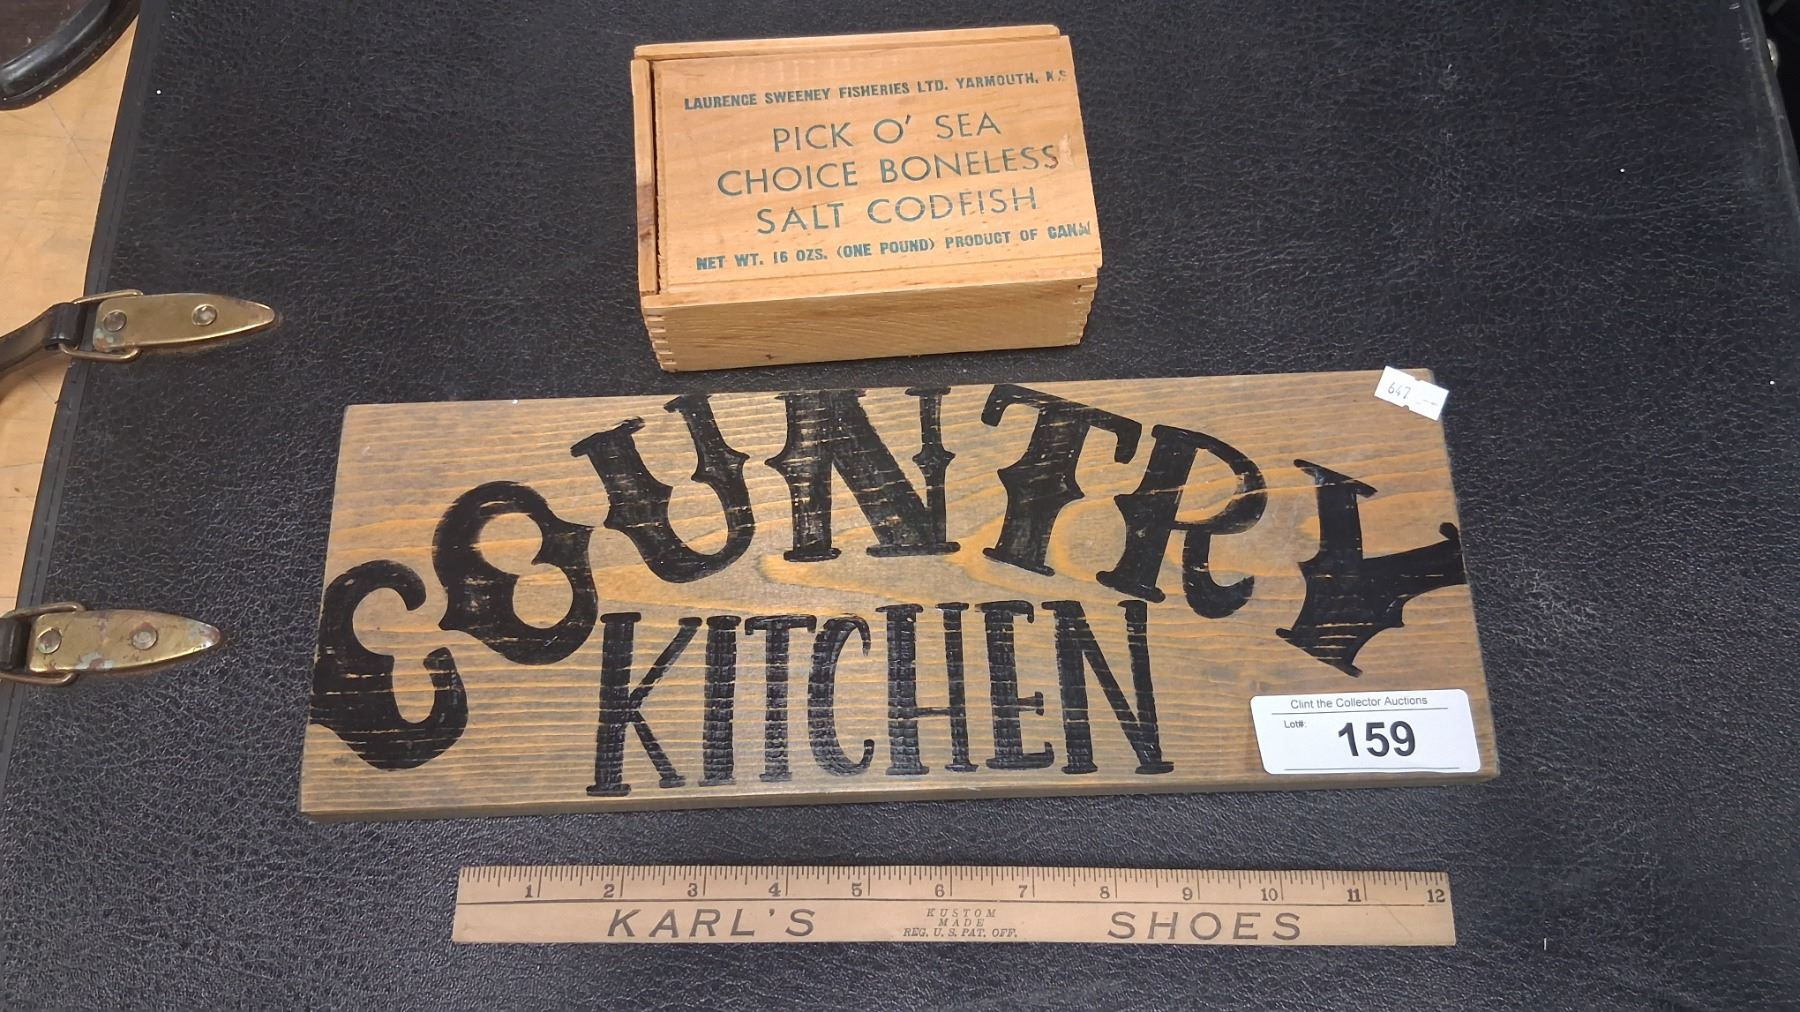 LAURENCE SWEENEY FISHERIES LTD. YARMOUTH, N.S
PICK O' SEA
CHOICE BONELESS
SALT CODFISH
NET WT. 16 OZS. (ONE POUND) PRODUCT OF CANA
647
COUNTRY
KITCHEN
Clint the Collector Auctions
Lot#:
159
1 2 3 4 5 6 7 8 9 10 11 12
KARL'S
KUSTOM
MADE
REG. U. S. PAT. OFF.
SHOES